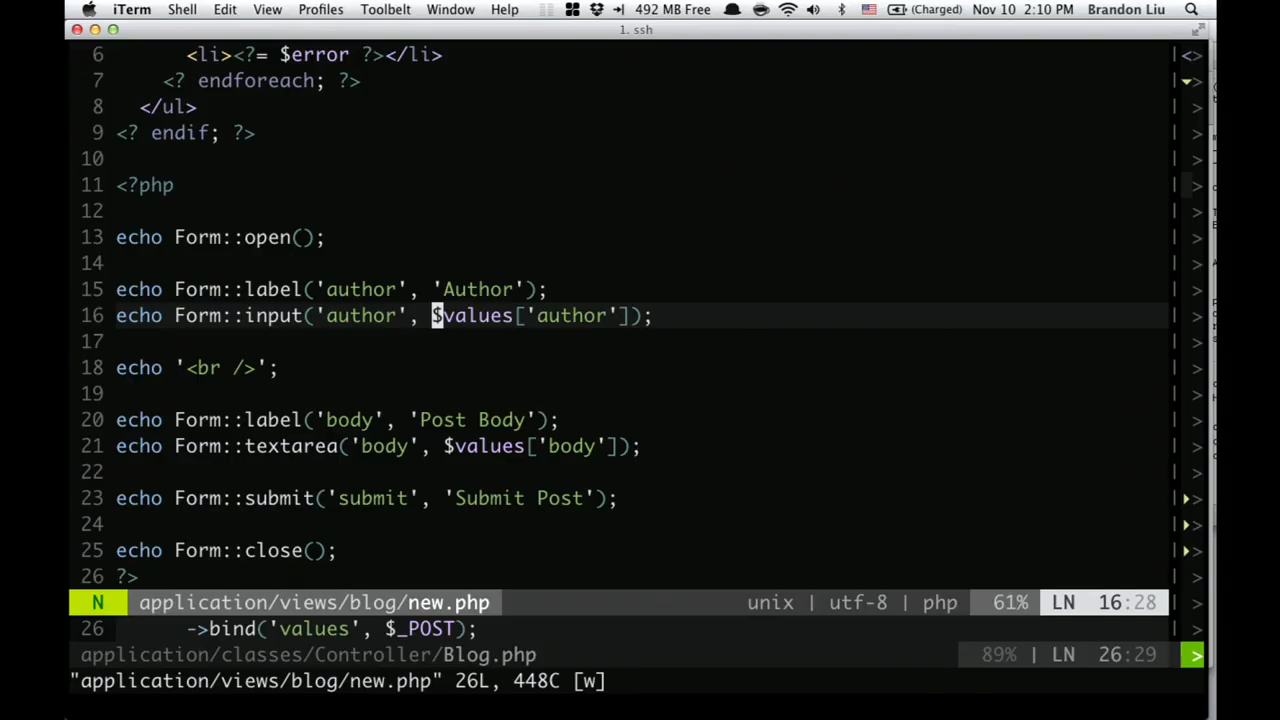 iTerm Shell Edit View Profiles Toolbelt Window Help 492 MB Free (Charged) Nov 10 2:10 PM Brandon Liu
1. ssh
6 <li><?= $error ?></li>
7 <? endforeach; ?>
8 </ul>
9 <? endif; ?>
10
11 <?php
12
13 echo Form::open();
14
15 echo Form::label('author', 'Author');
16 echo Form::input('author', $values['author']);
17
18 echo '<br />';
19
20 echo Form::label('body', 'Post Body');
21 echo Form::textarea('body', $values['body']);
22
23 echo Form::submit('submit', 'Submit Post');
24
25 echo Form::close();
26 ?>
N application/views/blog/new.php unix | utf-8 | php 61% LN 16:28
26 ->bind('values', $_POST);
application/classes/Controller/Blog.php 89% | LN 26:29 >
"application/views/blog/new.php" 26L, 448C [w]